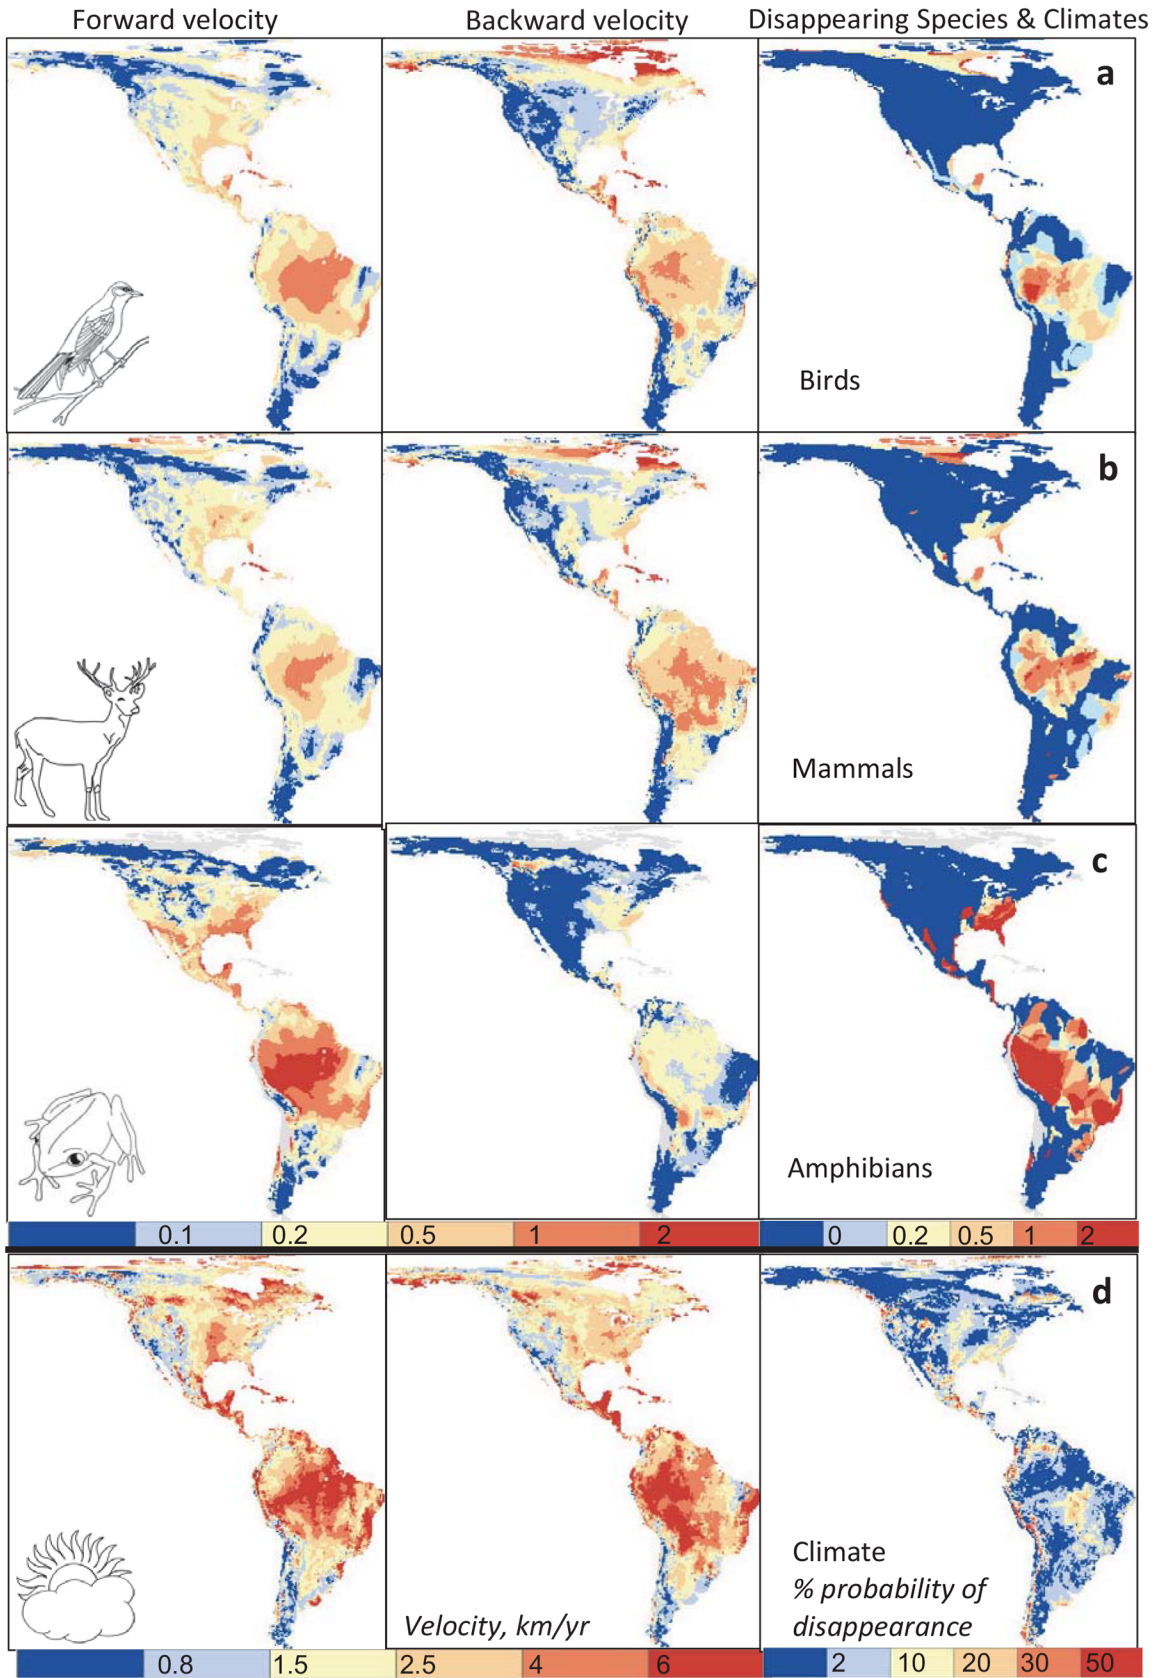 Forward velocity
Backward velocity
Disappearing Species & Climates
a
Birds
b
Mammals
c
Amphibians
0.1 0.2 0.5 1 2 0 0.2 0.5 1 2
d
Climate
% probability of
disappearance
Velocity, km/yr
0.8 1.5 2.5 4 6 2 10 20 30 50